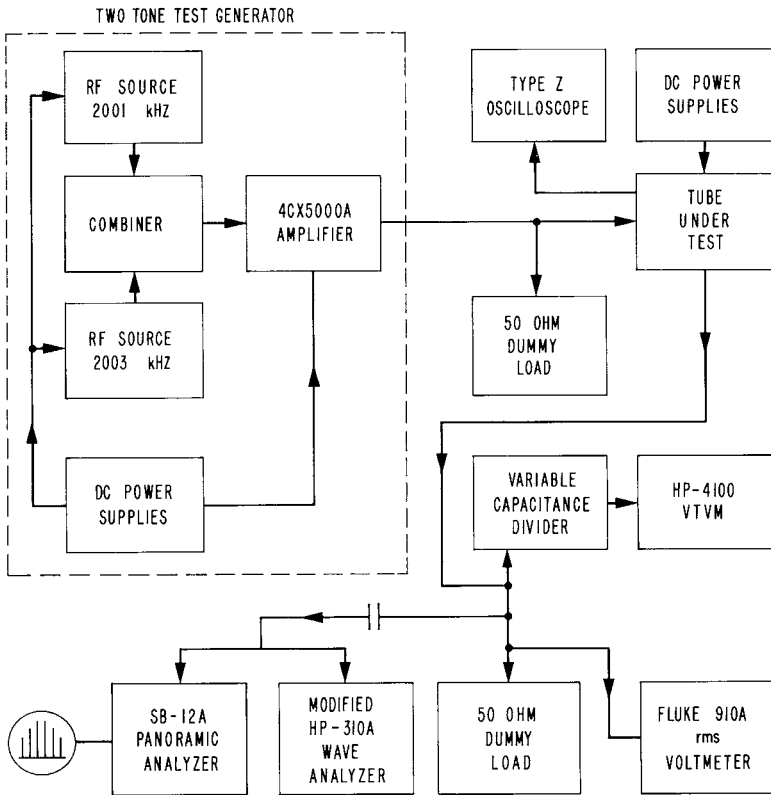 TWO TONE TEST GENERATOR
RF SOURCE
2001 kHz
COMBINER
4CX5000A
AMPLIFIER
RF SOURCE
2003 kHz
DC POWER
SUPPLIES
TYPE Z
OSCILLOSCOPE
DC POWER
SUPPLIES
TUBE
UNDER
TEST
50 OHM
DUMMY
LOAD
VARIABLE
CAPACITANCE
DIVIDER
HP-4100
VTVM
SB-12A
PANORAMIC
ANALYZER
MODIFIED
HP-310A
WAVE
ANALYZER
50 OHM
DUMMY
LOAD
FLUKE 910A
rms
VOLTMETER